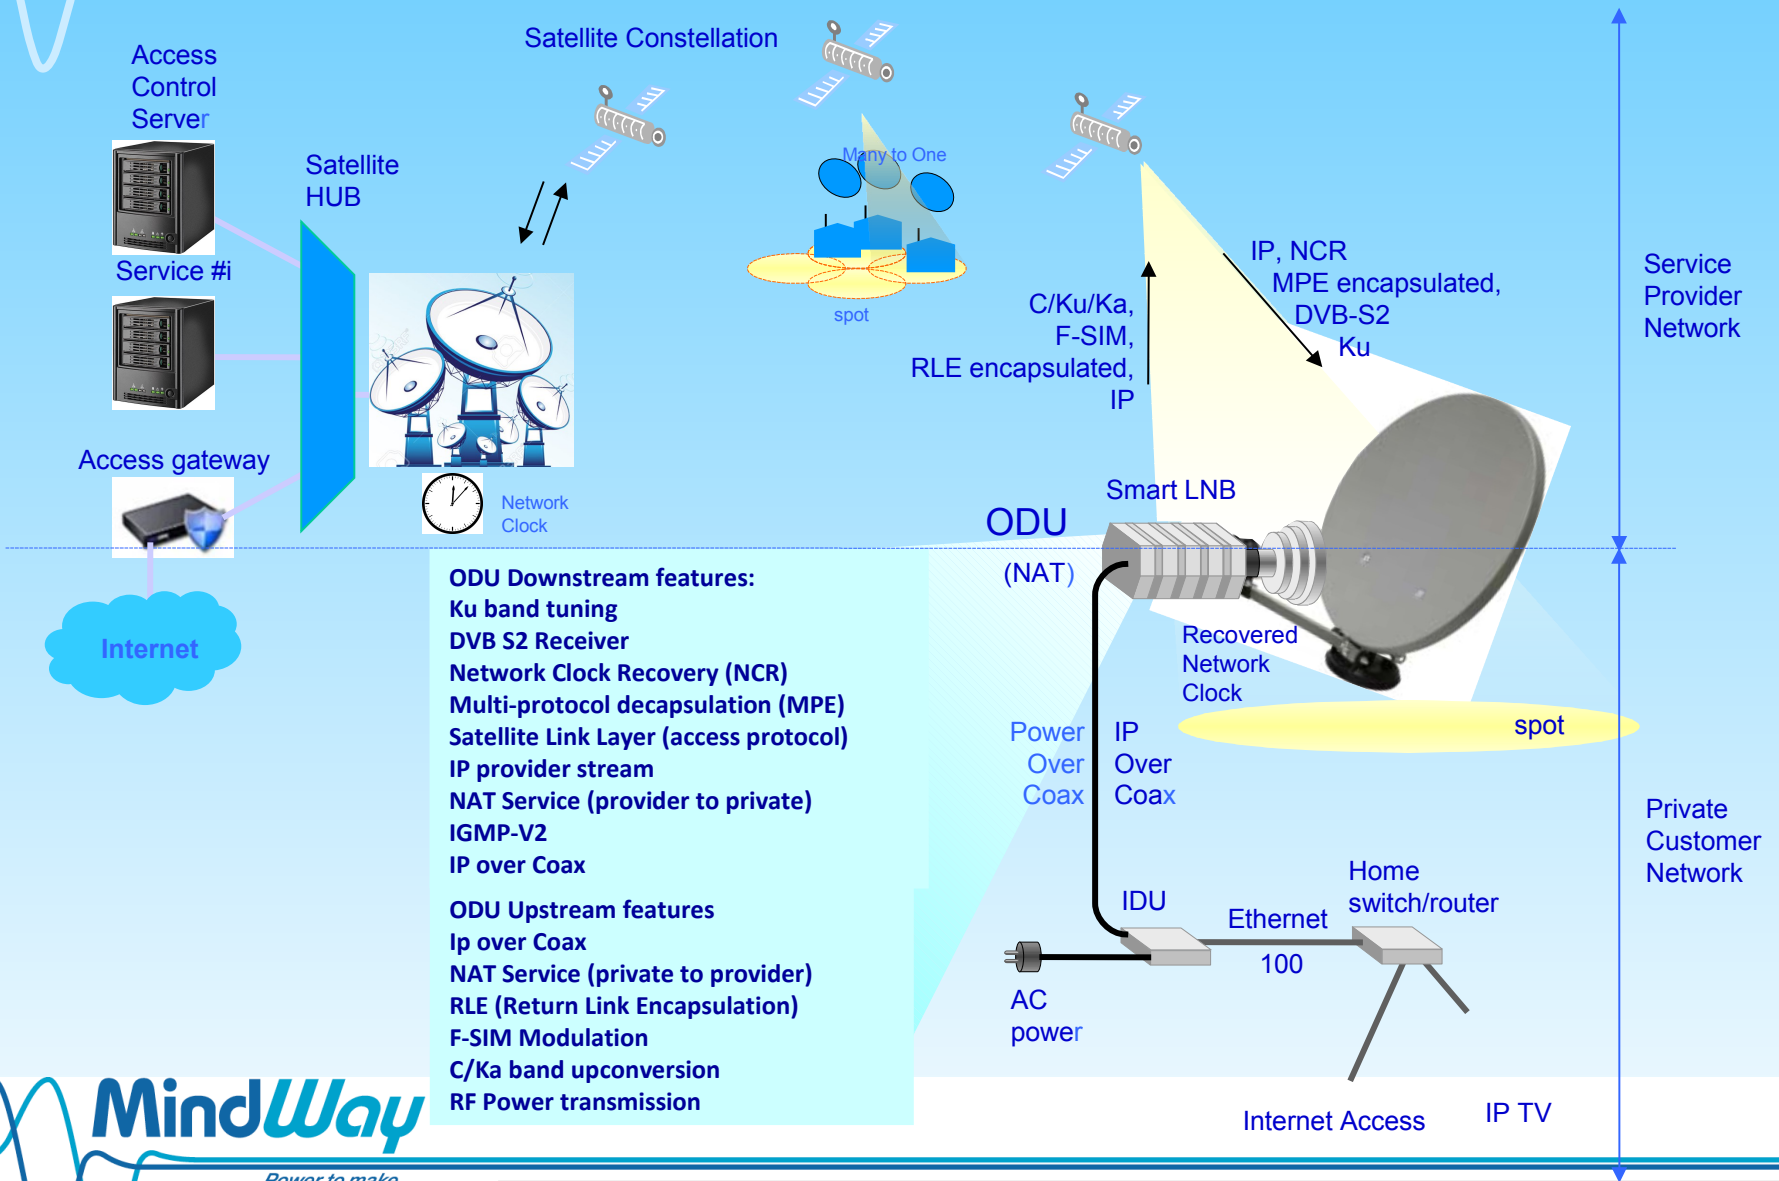 Satellite Constellation
Access
Control
Server
Satellite
HUB
Service #i
Access gateway
Internet
Network
Clock
Many to One
spot
C/Ku/Ka,
F-SIM,
RLE encapsulated,
IP
IP, NCR
MPE encapsulated,
DVB-S2
Ku
Service
Provider
Network
Smart LNB
ODU
(NAT)
Recovered
Network
Clock
spot
Power
Over
Coax
IP
Over
Coax
Private
Customer
Network
ODU Downstream features:
Ku band tuning
DVB S2 Receiver
Network Clock Recovery (NCR)
Multi-protocol decapsulation (MPE)
Satellite Link Layer (access protocol)
IP provider stream
NAT Service (provider to private)
IGMP-V2
IP over Coax
ODU Upstream features
Ip over Coax
NAT Service (private to provider)
RLE (Return Link Encapsulation)
F-SIM Modulation
C/Ka band upconversion
RF Power transmission
IDU
Ethernet
100
Home
switch/router
AC
power
Internet Access
IP TV
MindWay
Power to make